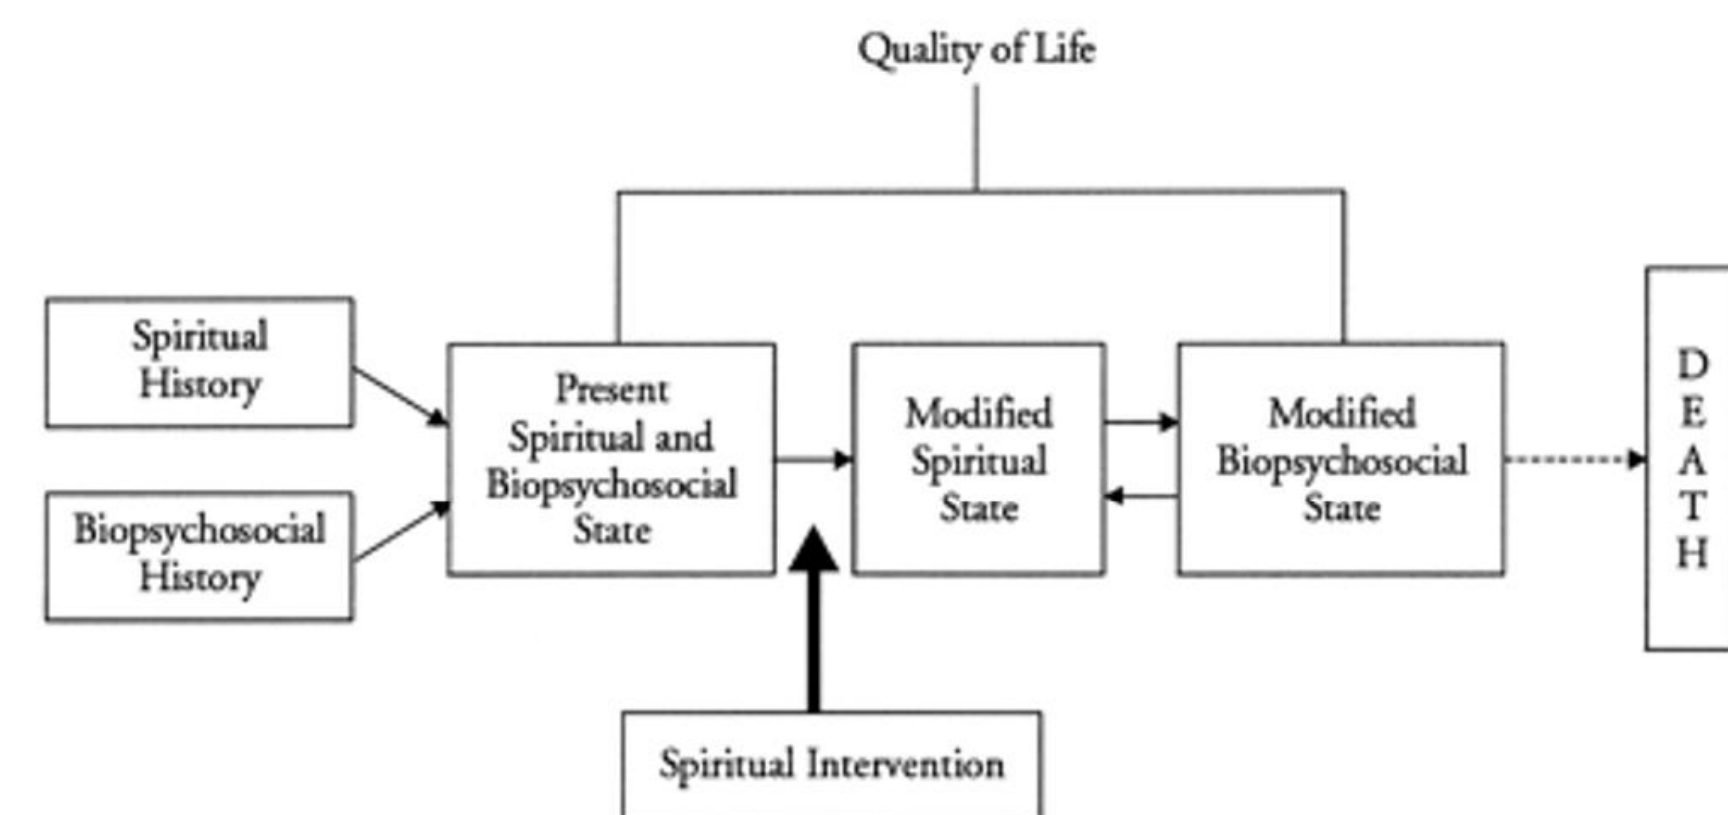 Quality of Life
Spiritual
History
Biopsychosocial
History
Present
Spiritual and
Biopsychosocial
State
Modified
Spiritual
State
Modified
Biopsychosocial
State
D
E
A
T
H
Spiritual Intervention